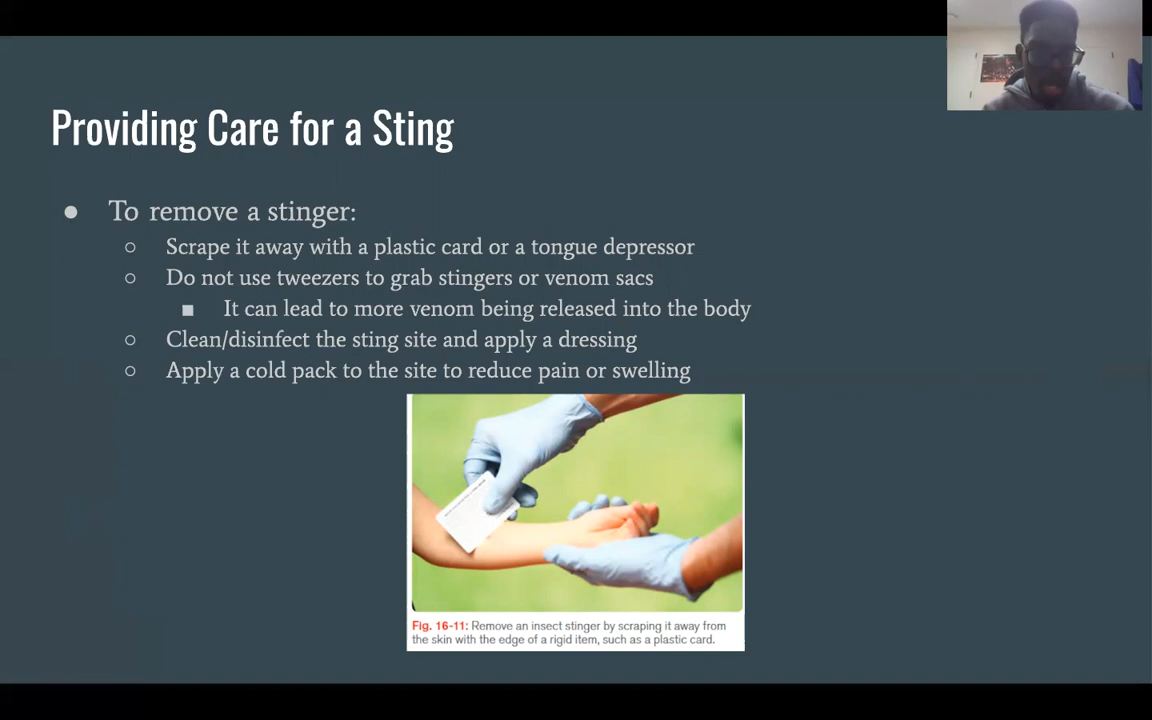 Providing Care for a Sting
● To remove a stinger:
○ Scrape it away with a plastic card or a tongue depressor
○ Do not use tweezers to grab stingers or venom sacs
■ It can lead to more venom being released into the body
○ Clean/disinfect the sting site and apply a dressing
○ Apply a cold pack to the site to reduce pain or swelling
Fig. 16-11: Remove an insect stinger by scraping it away from
the skin with the edge of a rigid item, such as a plastic card.